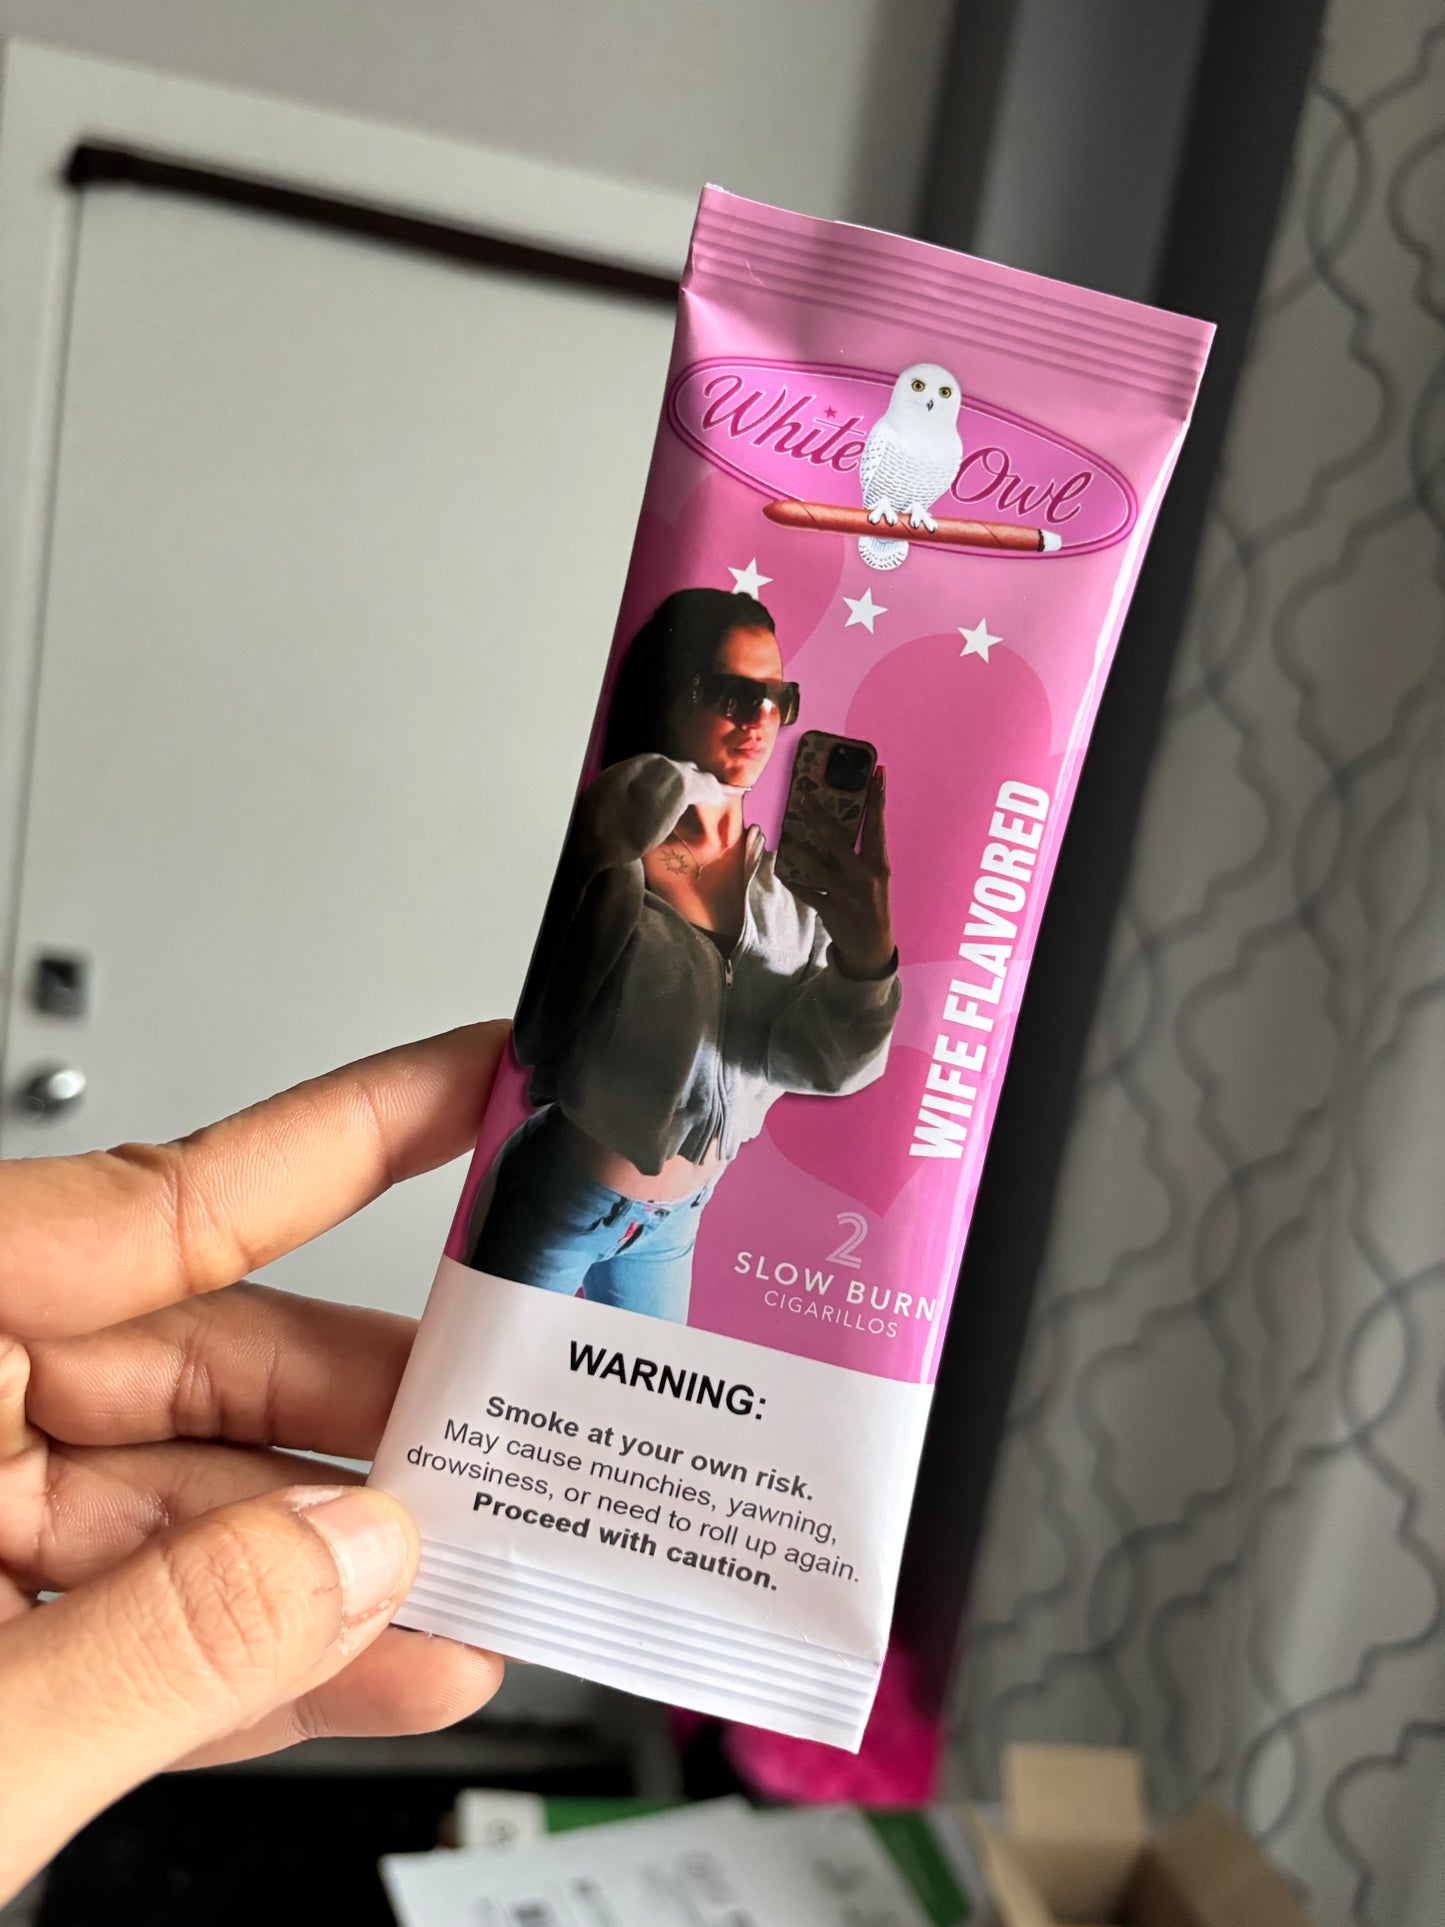 White Owl
WIFE FLAVORED
2
SLOW BURN
CIGARILLOS
WARNING:
Smoke at your own risk.
May cause munchies, yawning,
drowsiness, or need to roll up again.
Proceed with caution.